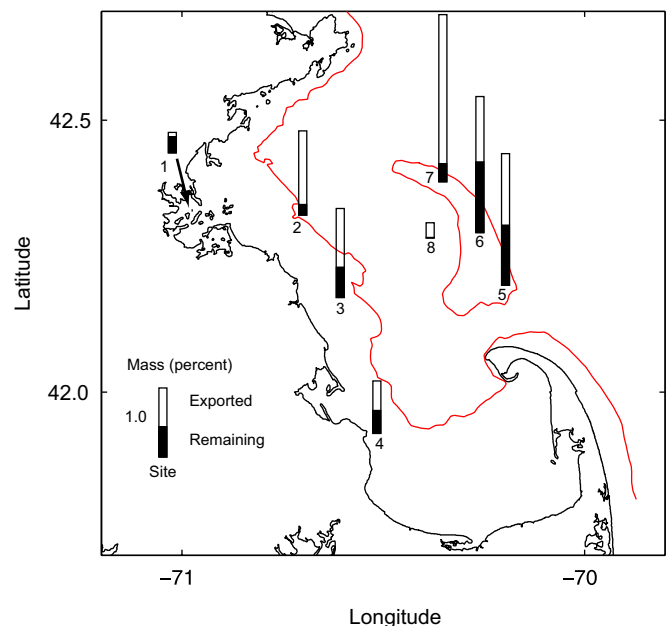 42.5
42.0
Latitude
1
2
3
4
5
6
7
8
Mass (percent)
1.0
Exported
Remaining
Site
−71
−70
Longitude